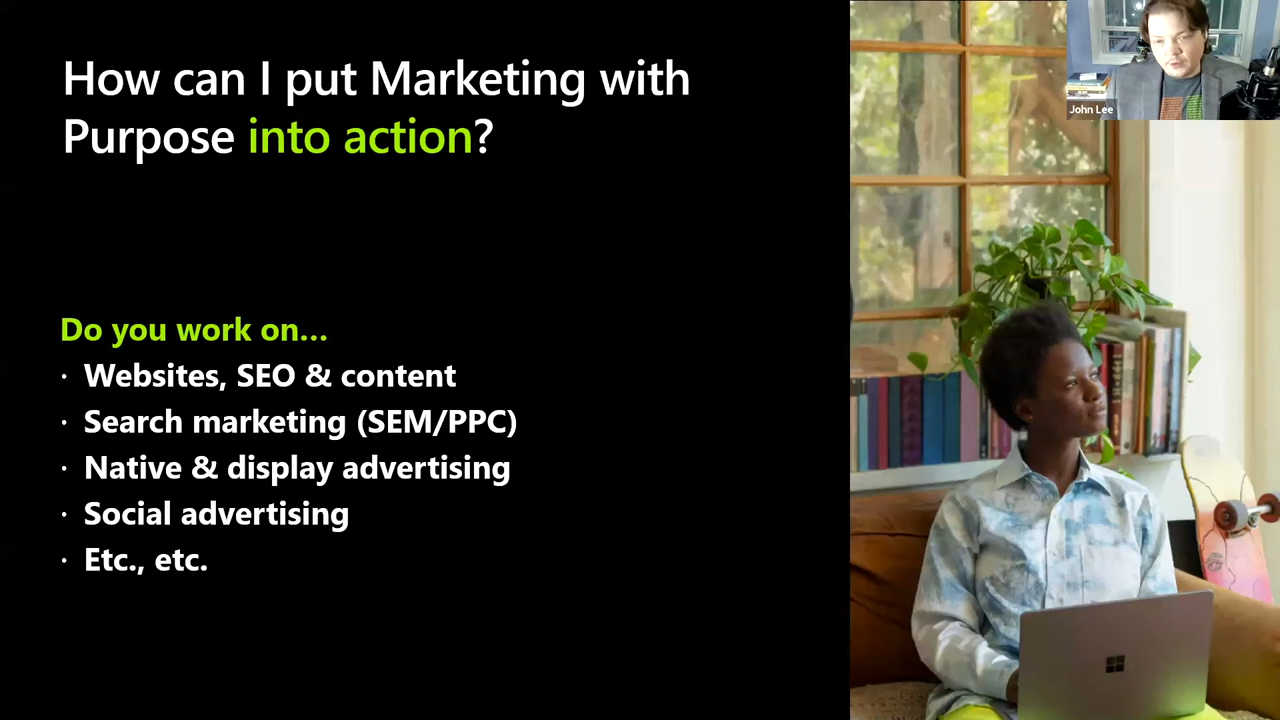 How can I put Marketing with
Purpose into action?
John Lee
Do you work on...
· Websites, SEO & content
· Search marketing (SEM/PPC)
· Native & display advertising
· Social advertising
· Etc., etc.